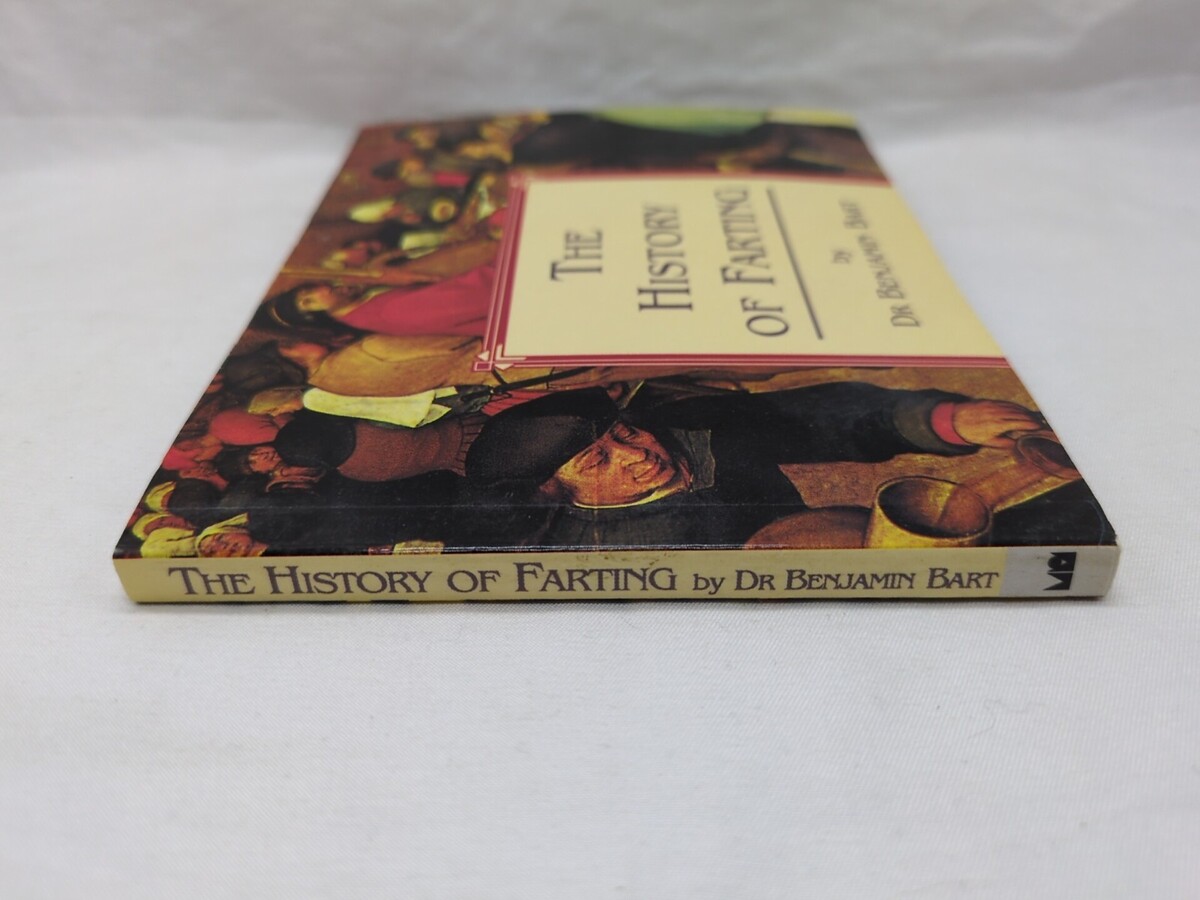 THE
HISTORY
OF FARTING
by
DR BENJAMIN BART
THE HISTORY OF FARTING by DR BENJAMIN BART